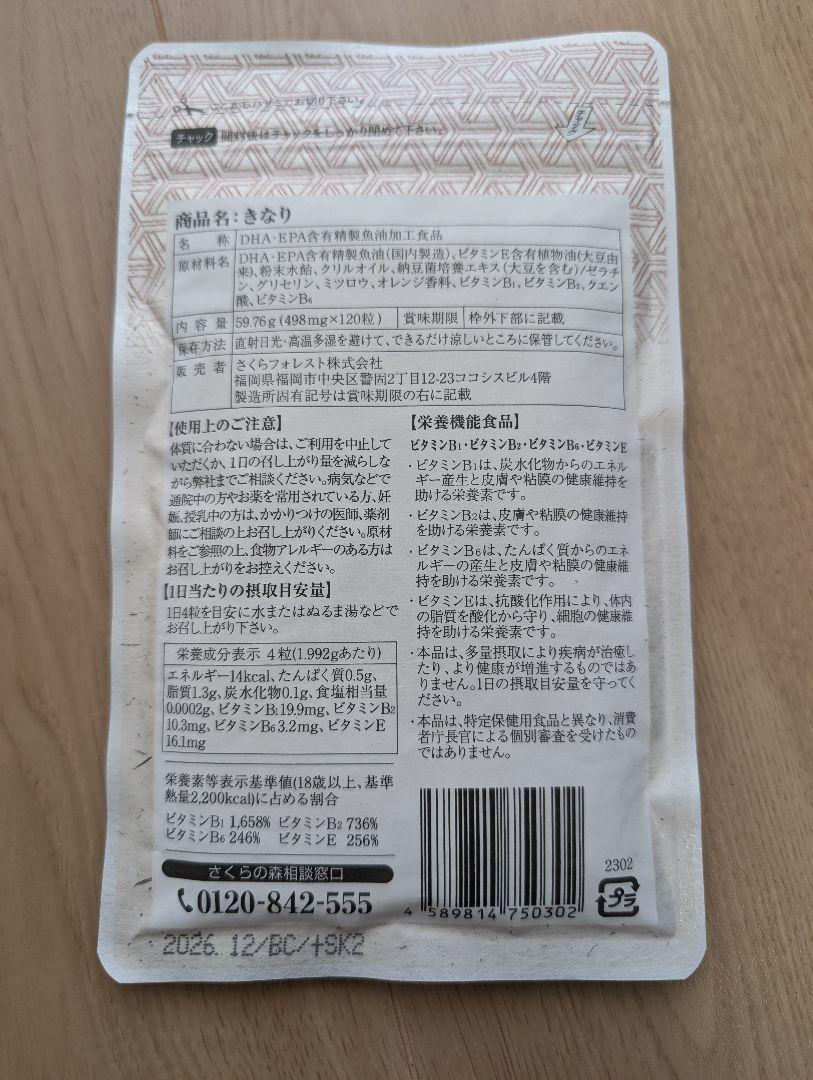 ここからハサミでお切り下さい。
チャック 開封後はチャックをしっかり閉めて下さい。
チャック
商品名:きなり
名 称 DHA・EPA含有精製魚油加工食品
原材料名 DHA・EPA含有精製魚油(国内製造)、ビタミンE含有植物油(大豆由
来)、粉末水飴、クリルオイル、納豆菌培養エキス(大豆を含む)/ゼラチ
ン、グリセリン、ミツロウ、オレンジ香料、ビタミンB1、ビタミンB2、クエン
酸、ビタミンB6
内 容 量 59.76g(498mg×120粒) 賞味期限 枠外下部に記載
保存方法 直射日光・高温多湿を避けて、できるだけ涼しいところに保管してください。
販 売 者 さくらフォレスト株式会社
福岡県福岡市中央区警固2丁目12-23ココシスビル4階
製造所固有記号は賞味期限の右に記載
【使用上のご注意】
体質に合わない場合は、ご利用を中止して
いただくか、1日の召し上がり量を減らしな
がら弊社までご相談ください。病気などで
通院中の方やお薬を常用されている方、妊
娠、授乳中の方は、かかりつけの医師、薬剤
師にご相談の上お召し上がりください。原材
料をご参照の上、食物アレルギーのある方は
お召し上がりをお控えください。
【1日当たりの摂取目安量】
1日4粒を目安に水またはぬるま湯などで
お召し上がり下さい。
栄養成分表示 4粒(1.992gあたり)
エネルギー14kcal、たんぱく質0.5g、
脂質1.3g、炭水化物0.1g、食塩相当量
0.0002g、ビタミンB1 19.9mg、ビタミンB2
10.3mg、ビタミンB6 3.2mg、ビタミンE
16.1mg
栄養素等表示基準値(18歳以上、基準
熱量2,200kcal)に占める割合
ビタミンB1 1,658% ビタミンB2 736%
ビタミンB6 246% ビタミンE 256%
さくらの森相談窓口
0120-842-555
【栄養機能食品】
ビタミンB1・ビタミンB2・ビタミンB6・ビタミンE
・ビタミンB1は、炭水化物からのエネル
ギー産生と皮膚や粘膜の健康維持を
助ける栄養素です。
・ビタミンB2は、皮膚や粘膜の健康維持
を助ける栄養素です。
・ビタミンB6は、たんぱく質からのエネ
ルギーの産生と皮膚や粘膜の健康維
持を助ける栄養素です。
・ビタミンEは、抗酸化作用により、体内
の脂質を酸化から守り、細胞の健康維
持を助ける栄養素です。
・本品は、多量摂取により疾病が治癒し
たり、より健康が増進するものではあ
りません。1日の摂取目安量を守ってく
ださい。
・本品は、特定保健用食品と異なり、消費
者庁長官による個別審査を受けたもの
ではありません。
4 589814 750302
2302
プラ
2026.12/BC/+9K2